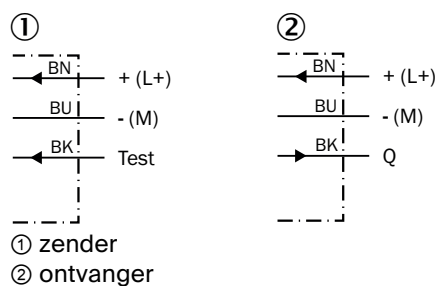 ① ②
BN + (L+) BN + (L+)
BU - (M) BU - (M)
BK Test BK Q
① zender
② ontvanger